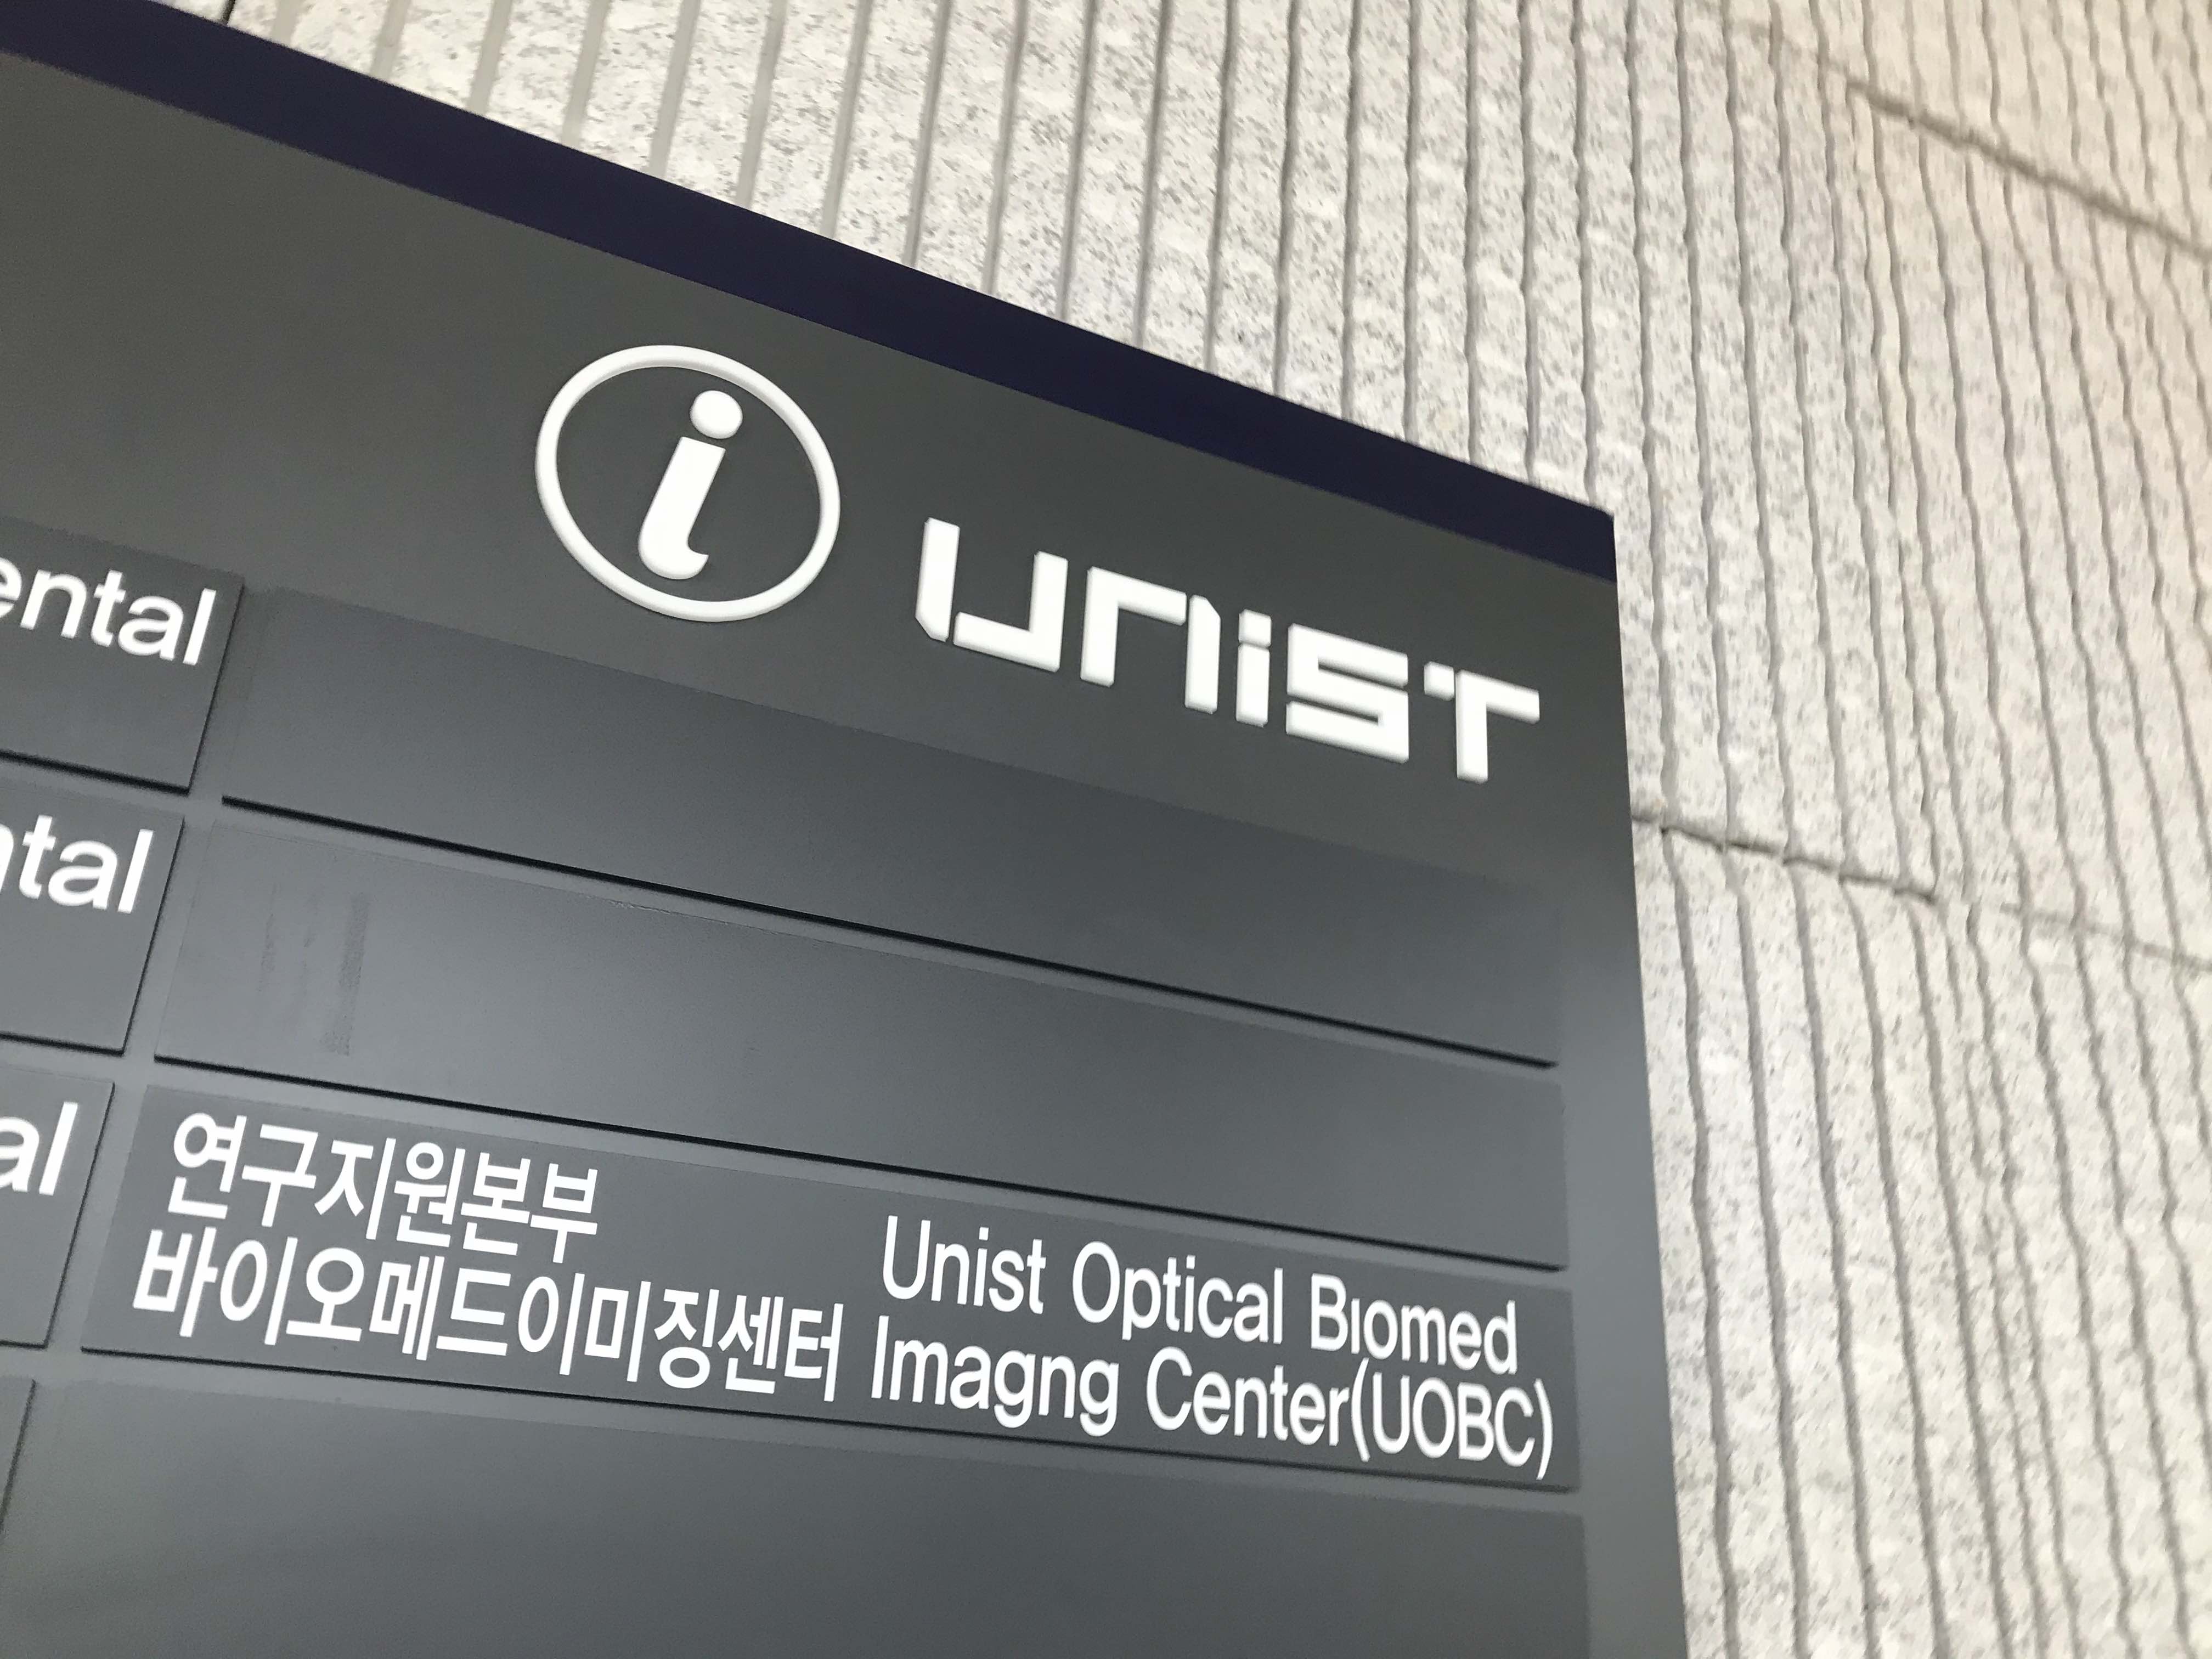 i UNiST
ental
ntal
al
연구지원본부
바이오메드이미징센터
Unist Optical Biomed
Imagng Center(UOBC)